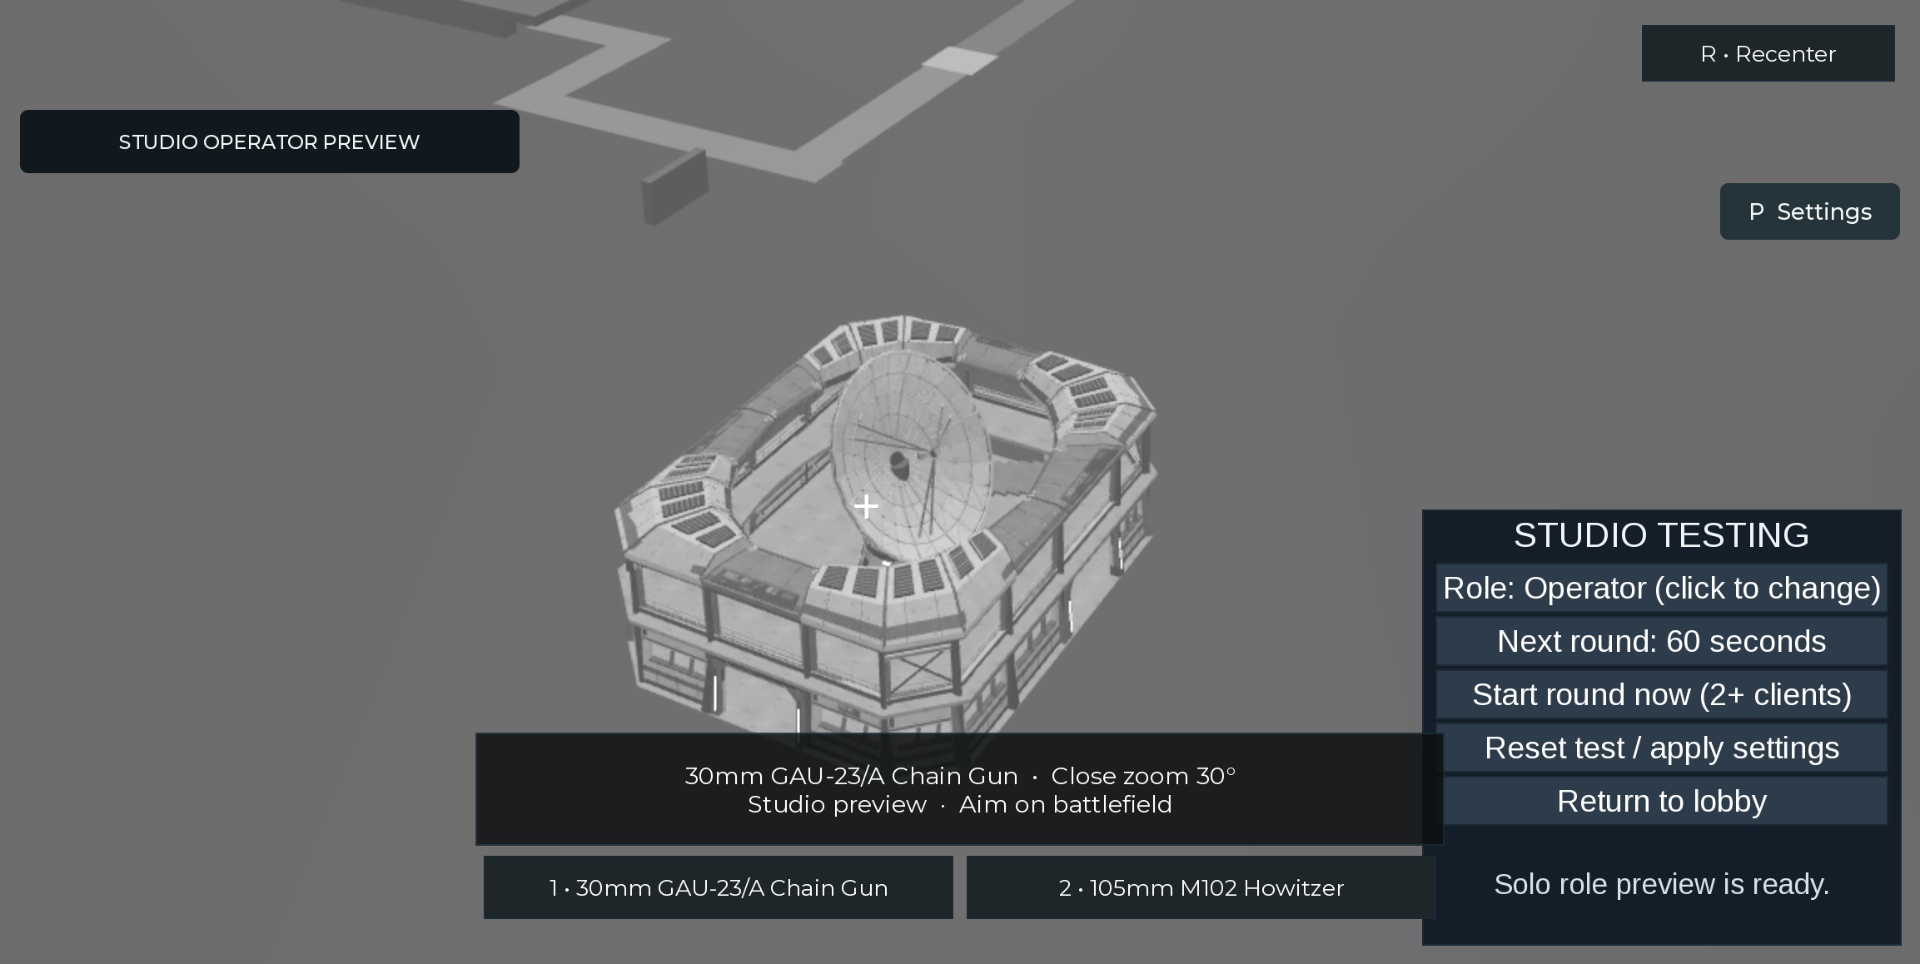 R • Recenter
STUDIO OPERATOR PREVIEW
P Settings
STUDIO TESTING
Role: Operator (click to change)
Next round: 60 seconds
Start round now (2+ clients)
Reset test / apply settings
Return to lobby
Solo role preview is ready.
30mm GAU-23/A Chain Gun • Close zoom 30°
Studio preview · Aim on battlefield
1 • 30mm GAU-23/A Chain Gun
2 • 105mm M102 Howitzer